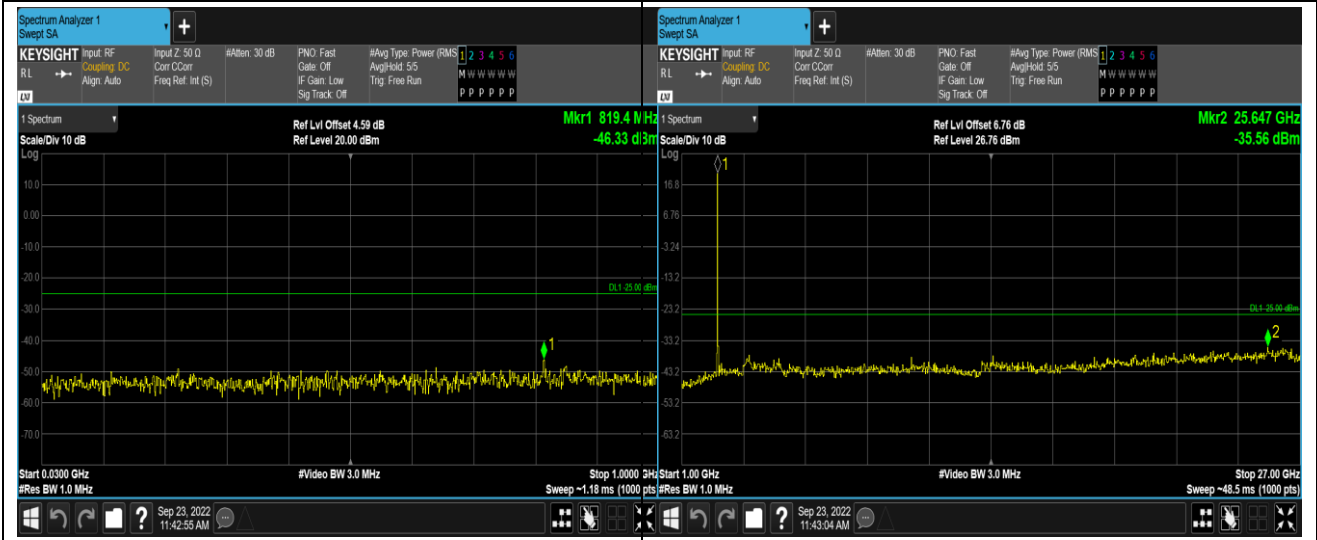 Spectrum Analyzer 1
Swept SA
+
KEYSIGHT Input: RF Input Z: 50 Ω #Atten: 30 dB PNO: Fast #Avg Type: Power (RMS 1 2 3 4 5 6
RL Coupling: DC Corr CCorr Gate: Off Avg|Hold: 5/5 M W W W W W
Align: Auto Freq Ref: Int (S) IF Gain: Low Trig: Free Run
Sig Track: Off P P P P P P
LXI
1 Spectrum
Ref Lvl Offset 4.59 dB
Mkr1 819.4 MHz
Scale/Div 10 dB
Ref Level 20.00 dBm
-46.33 dBm
Log
10.0
0.00
-10.0
-20.0
DL1 -25.00 dBm
-30.0
-40.0
1
-50.0
-60.0
-70.0
Start 0.0300 GHz
#Video BW 3.0 MHz
Stop 1.0000 GHz
#Res BW 1.0 MHz
Sweep ~1.18 ms (1000 pts)
?
Sep 23, 2022
11:42:55 AM
Spectrum Analyzer 1
Swept SA
+
KEYSIGHT Input: RF Input Z: 50 Ω #Atten: 30 dB PNO: Fast #Avg Type: Power (RMS 1 2 3 4 5 6
RL Coupling: DC Corr CCorr Gate: Off Avg|Hold: 5/5 M W W W W W
Align: Auto Freq Ref: Int (S) IF Gain: Low Trig: Free Run
Sig Track: Off P P P P P P
LXI
1 Spectrum
Ref Lvl Offset 6.76 dB
Mkr2 25.647 GHz
Scale/Div 10 dB
Ref Level 26.76 dBm
-35.56 dBm
Log
1
16.8
6.76
-3.24
-13.2
-23.2
DL1 -25.00 dBm
-33.2
2
-43.2
-53.2
-63.2
Start 1.00 GHz
#Video BW 3.0 MHz
Stop 27.00 GHz
#Res BW 1.0 MHz
Sweep ~48.5 ms (1000 pts)
?
Sep 23, 2022
11:43:04 AM